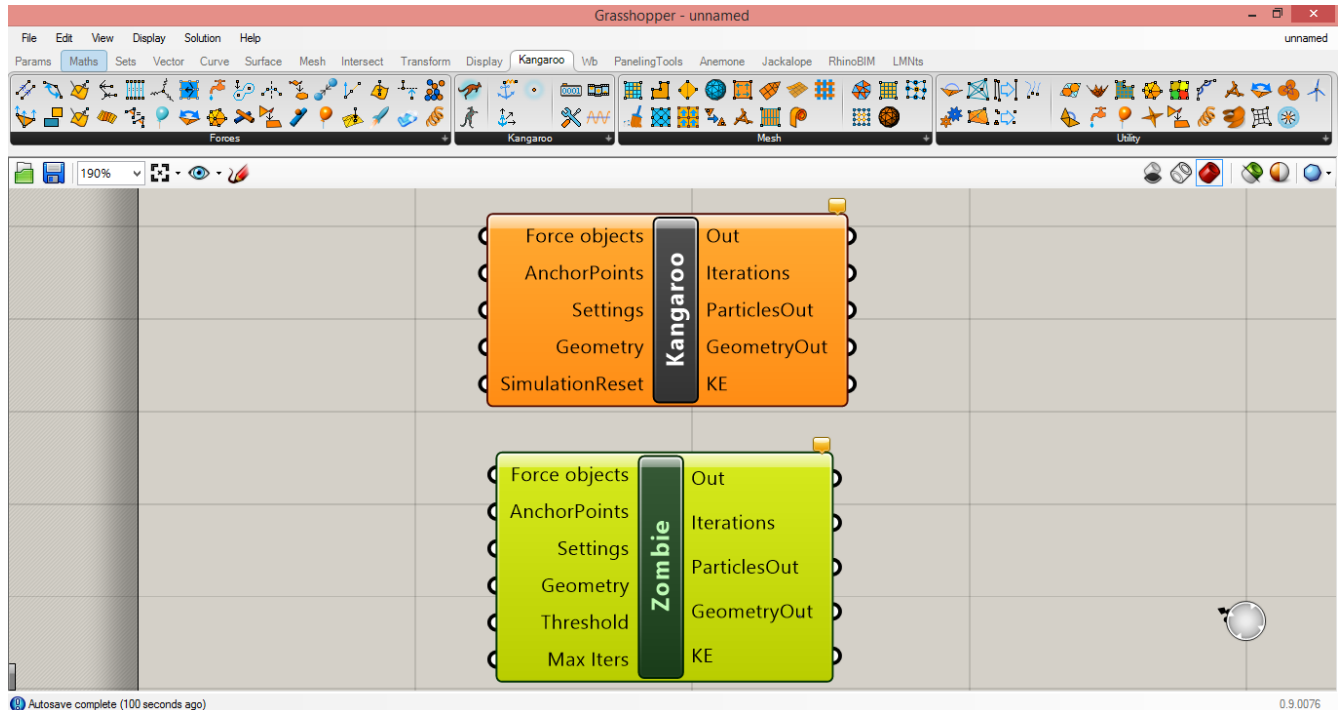 Grasshopper - unnamed
File Edit View Display Solution Help unnamed
Params Maths Sets Vector Curve Surface Mesh Intersect Transform Display Kangaroo Wb PanelingTools Anemone Jackalope RhinoBIM LMNts
Forces Kangaroo Mesh Utility
190%
Force objects Out
AnchorPoints Iterations
Settings ParticlesOut
Geometry GeometryOut
SimulationReset KE
Kangaroo
Force objects Out
AnchorPoints Iterations
Settings ParticlesOut
Geometry GeometryOut
Threshold KE
Max Iters
Zombie
Autosave complete (100 seconds ago) 0.9.0076